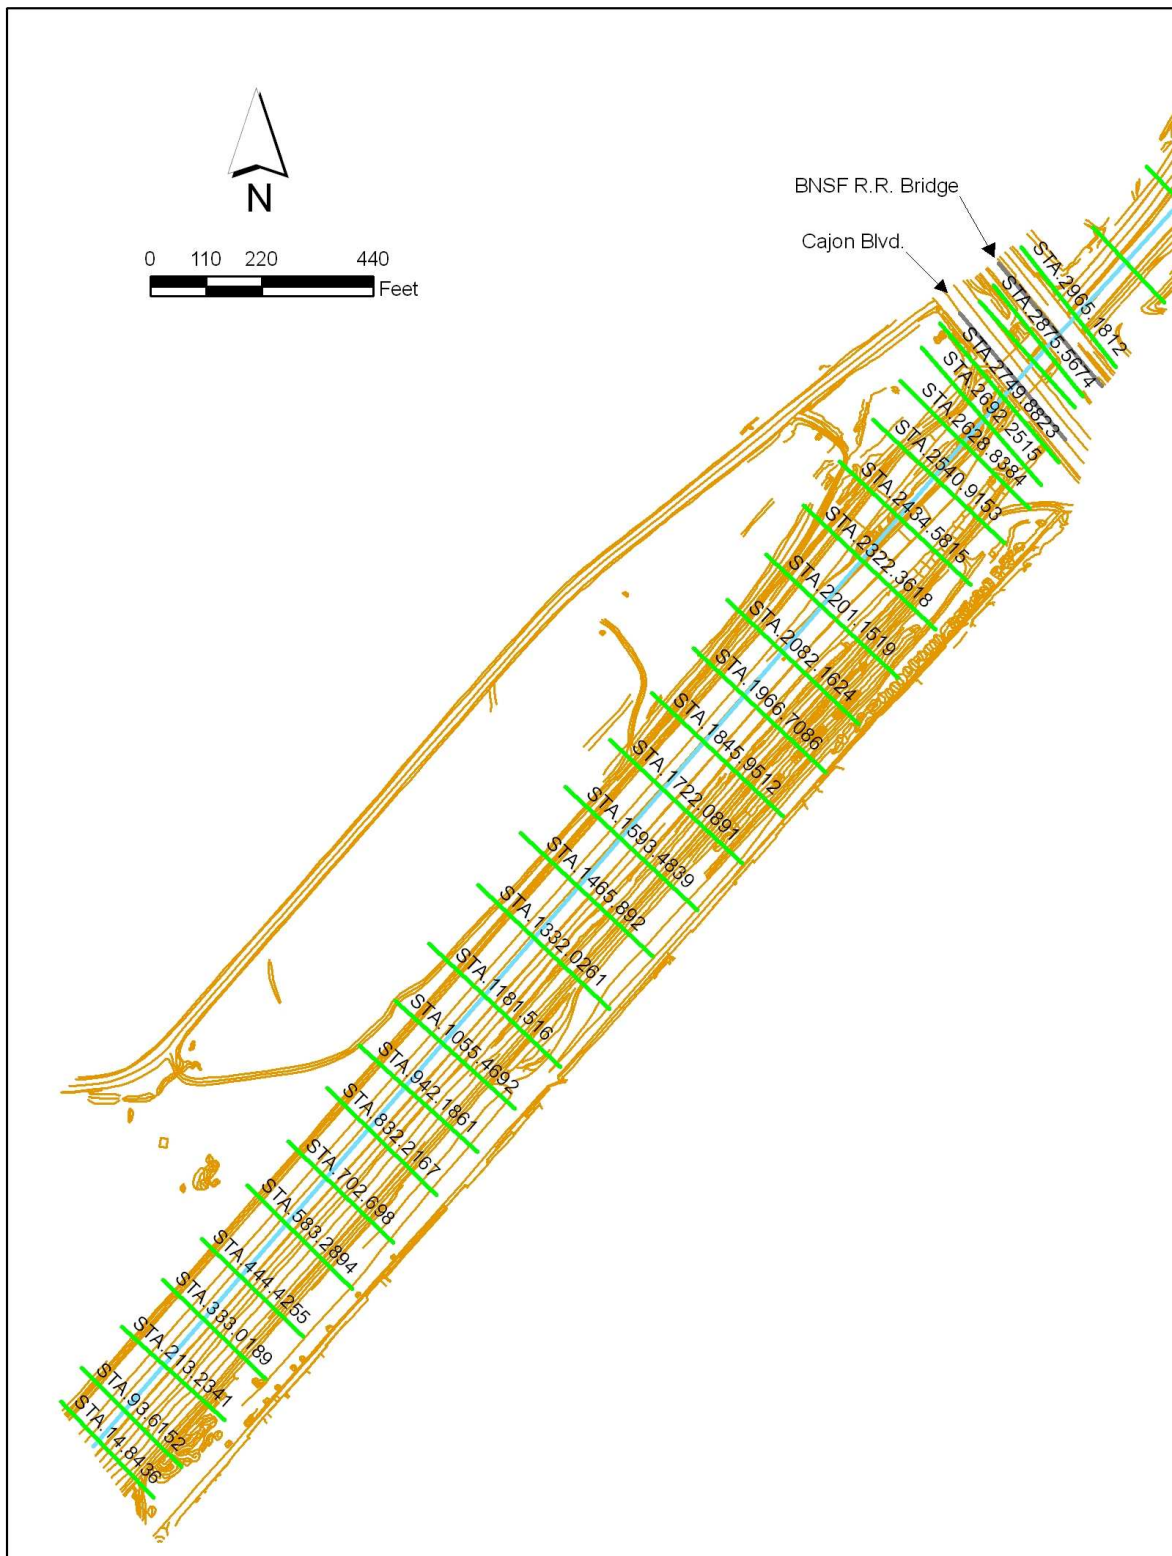 BNSF R.R. Bridge
Cajon Blvd.
N
0 110 220 440
Feet
STA.2965.1812
STA.2875.5674
STA.2749.8823
STA.2692.2515
STA.2628.8384
STA.2540.9153
STA.2434.5815
STA.2322.3618
STA.2201.1519
STA.2082.1624
STA.1966.7086
STA.1845.9512
STA.1722.0891
STA.1593.4839
STA.1465.892
STA.1332.0261
STA.1181.516
STA.1055.4692
STA.942.1861
STA.832.2167
STA.702.698
STA.583.2894
STA.444.4255
STA.333.0189
STA.213.2341
STA.93.6152
STA.14.8436